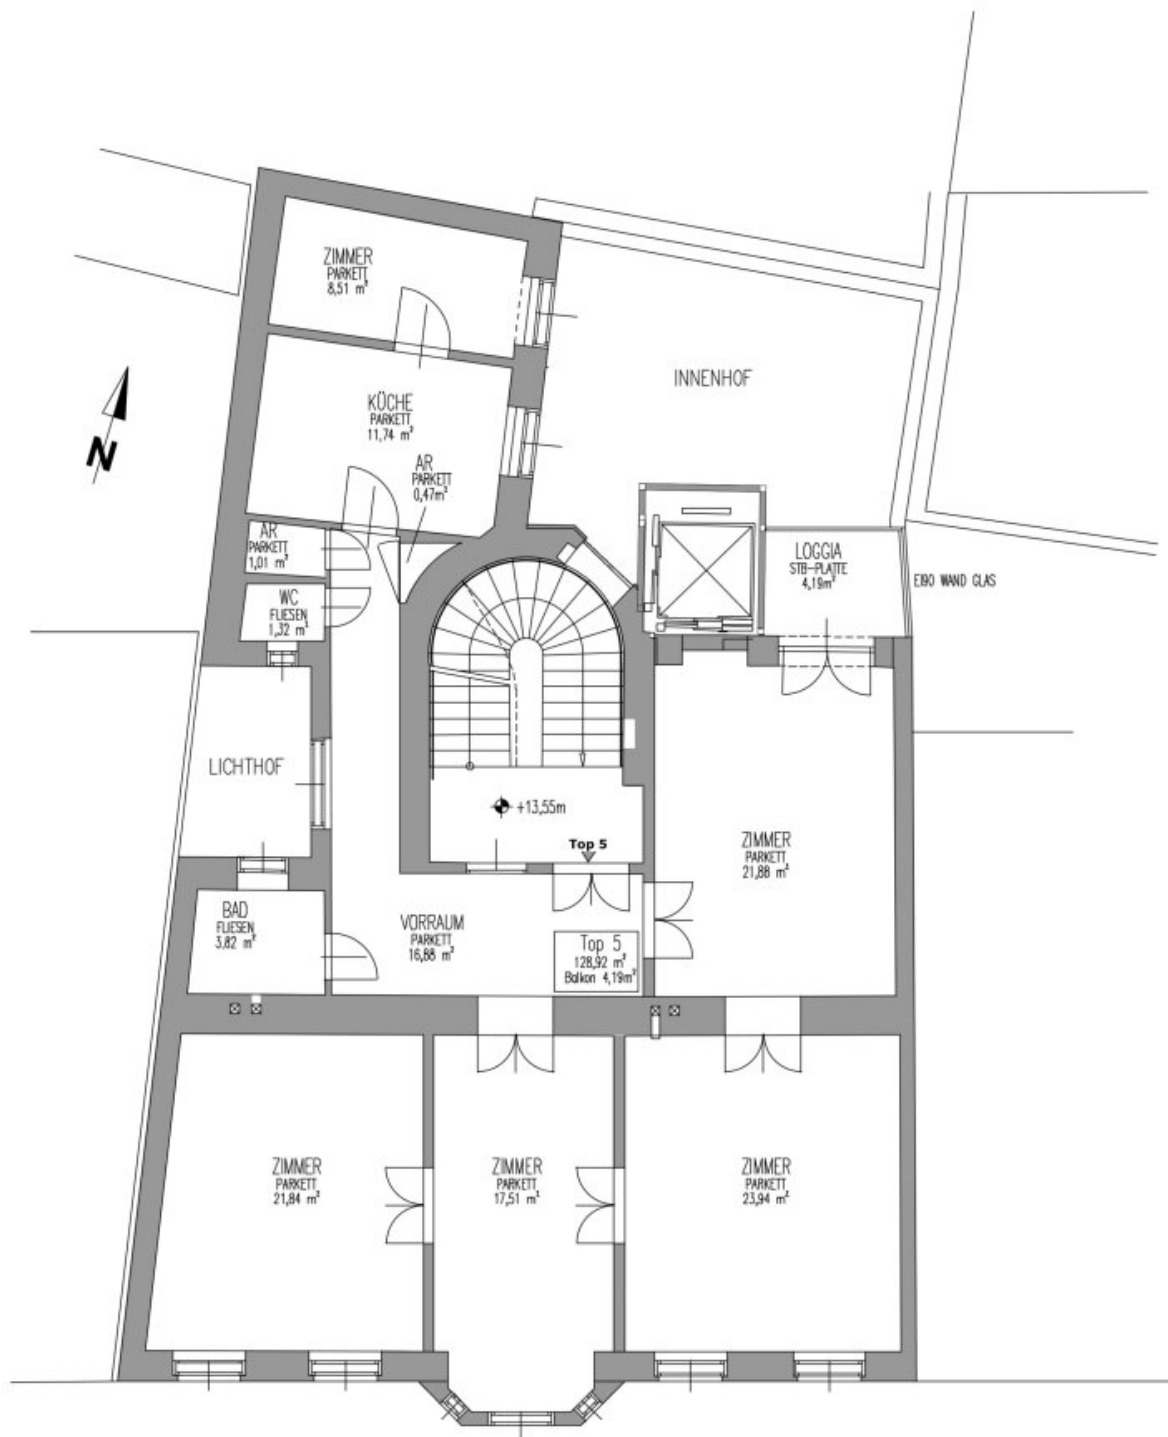 ZIMMER
PARKETT
8,51 m²
INNENHOF
KÜCHE
PARKETT
11,74 m²
AR
PARKETT
0,47m²
N
AR
PARKETT
1,01 m²
WC
FLIESEN
1,32 m²
LOGGIA
STB-PLATTE
4,19m²
EI90 WAND GLAS
LICHTHOF
+13,55m
Top 5
ZIMMER
PARKETT
21,88 m²
BAD
FLIESEN
3,82 m²
VORRAUM
PARKETT
16,88 m²
Top 5
128,92 m²
Balkon 4,19m²
ZIMMER
PARKETT
21,84 m²
ZIMMER
PARKETT
17,51 m²
ZIMMER
PARKETT
23,94 m²